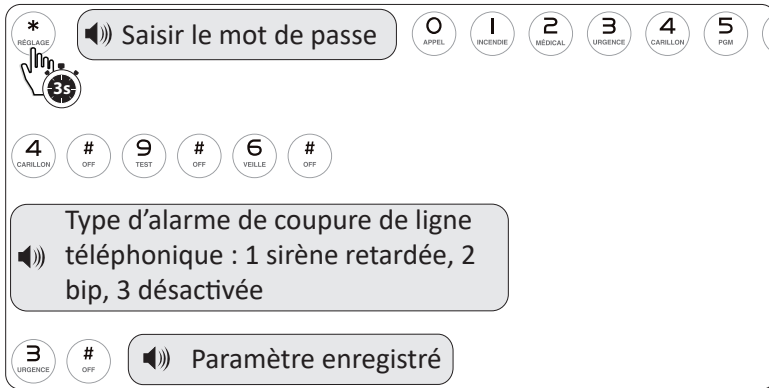 * RÉGLAGE Saisir le mot de passe 0 APPEL 1 INCENDIE 2 MÉDICAL 3 URGENCE 4 CARILLON 5 PGM
3s
4 CARILLON # OFF 9 TEST # OFF 6 VEILLE # OFF
Type d’alarme de coupure de ligne
téléphonique : 1 sirène retardée, 2
bip, 3 désactivée
3 URGENCE # OFF Paramètre enregistré